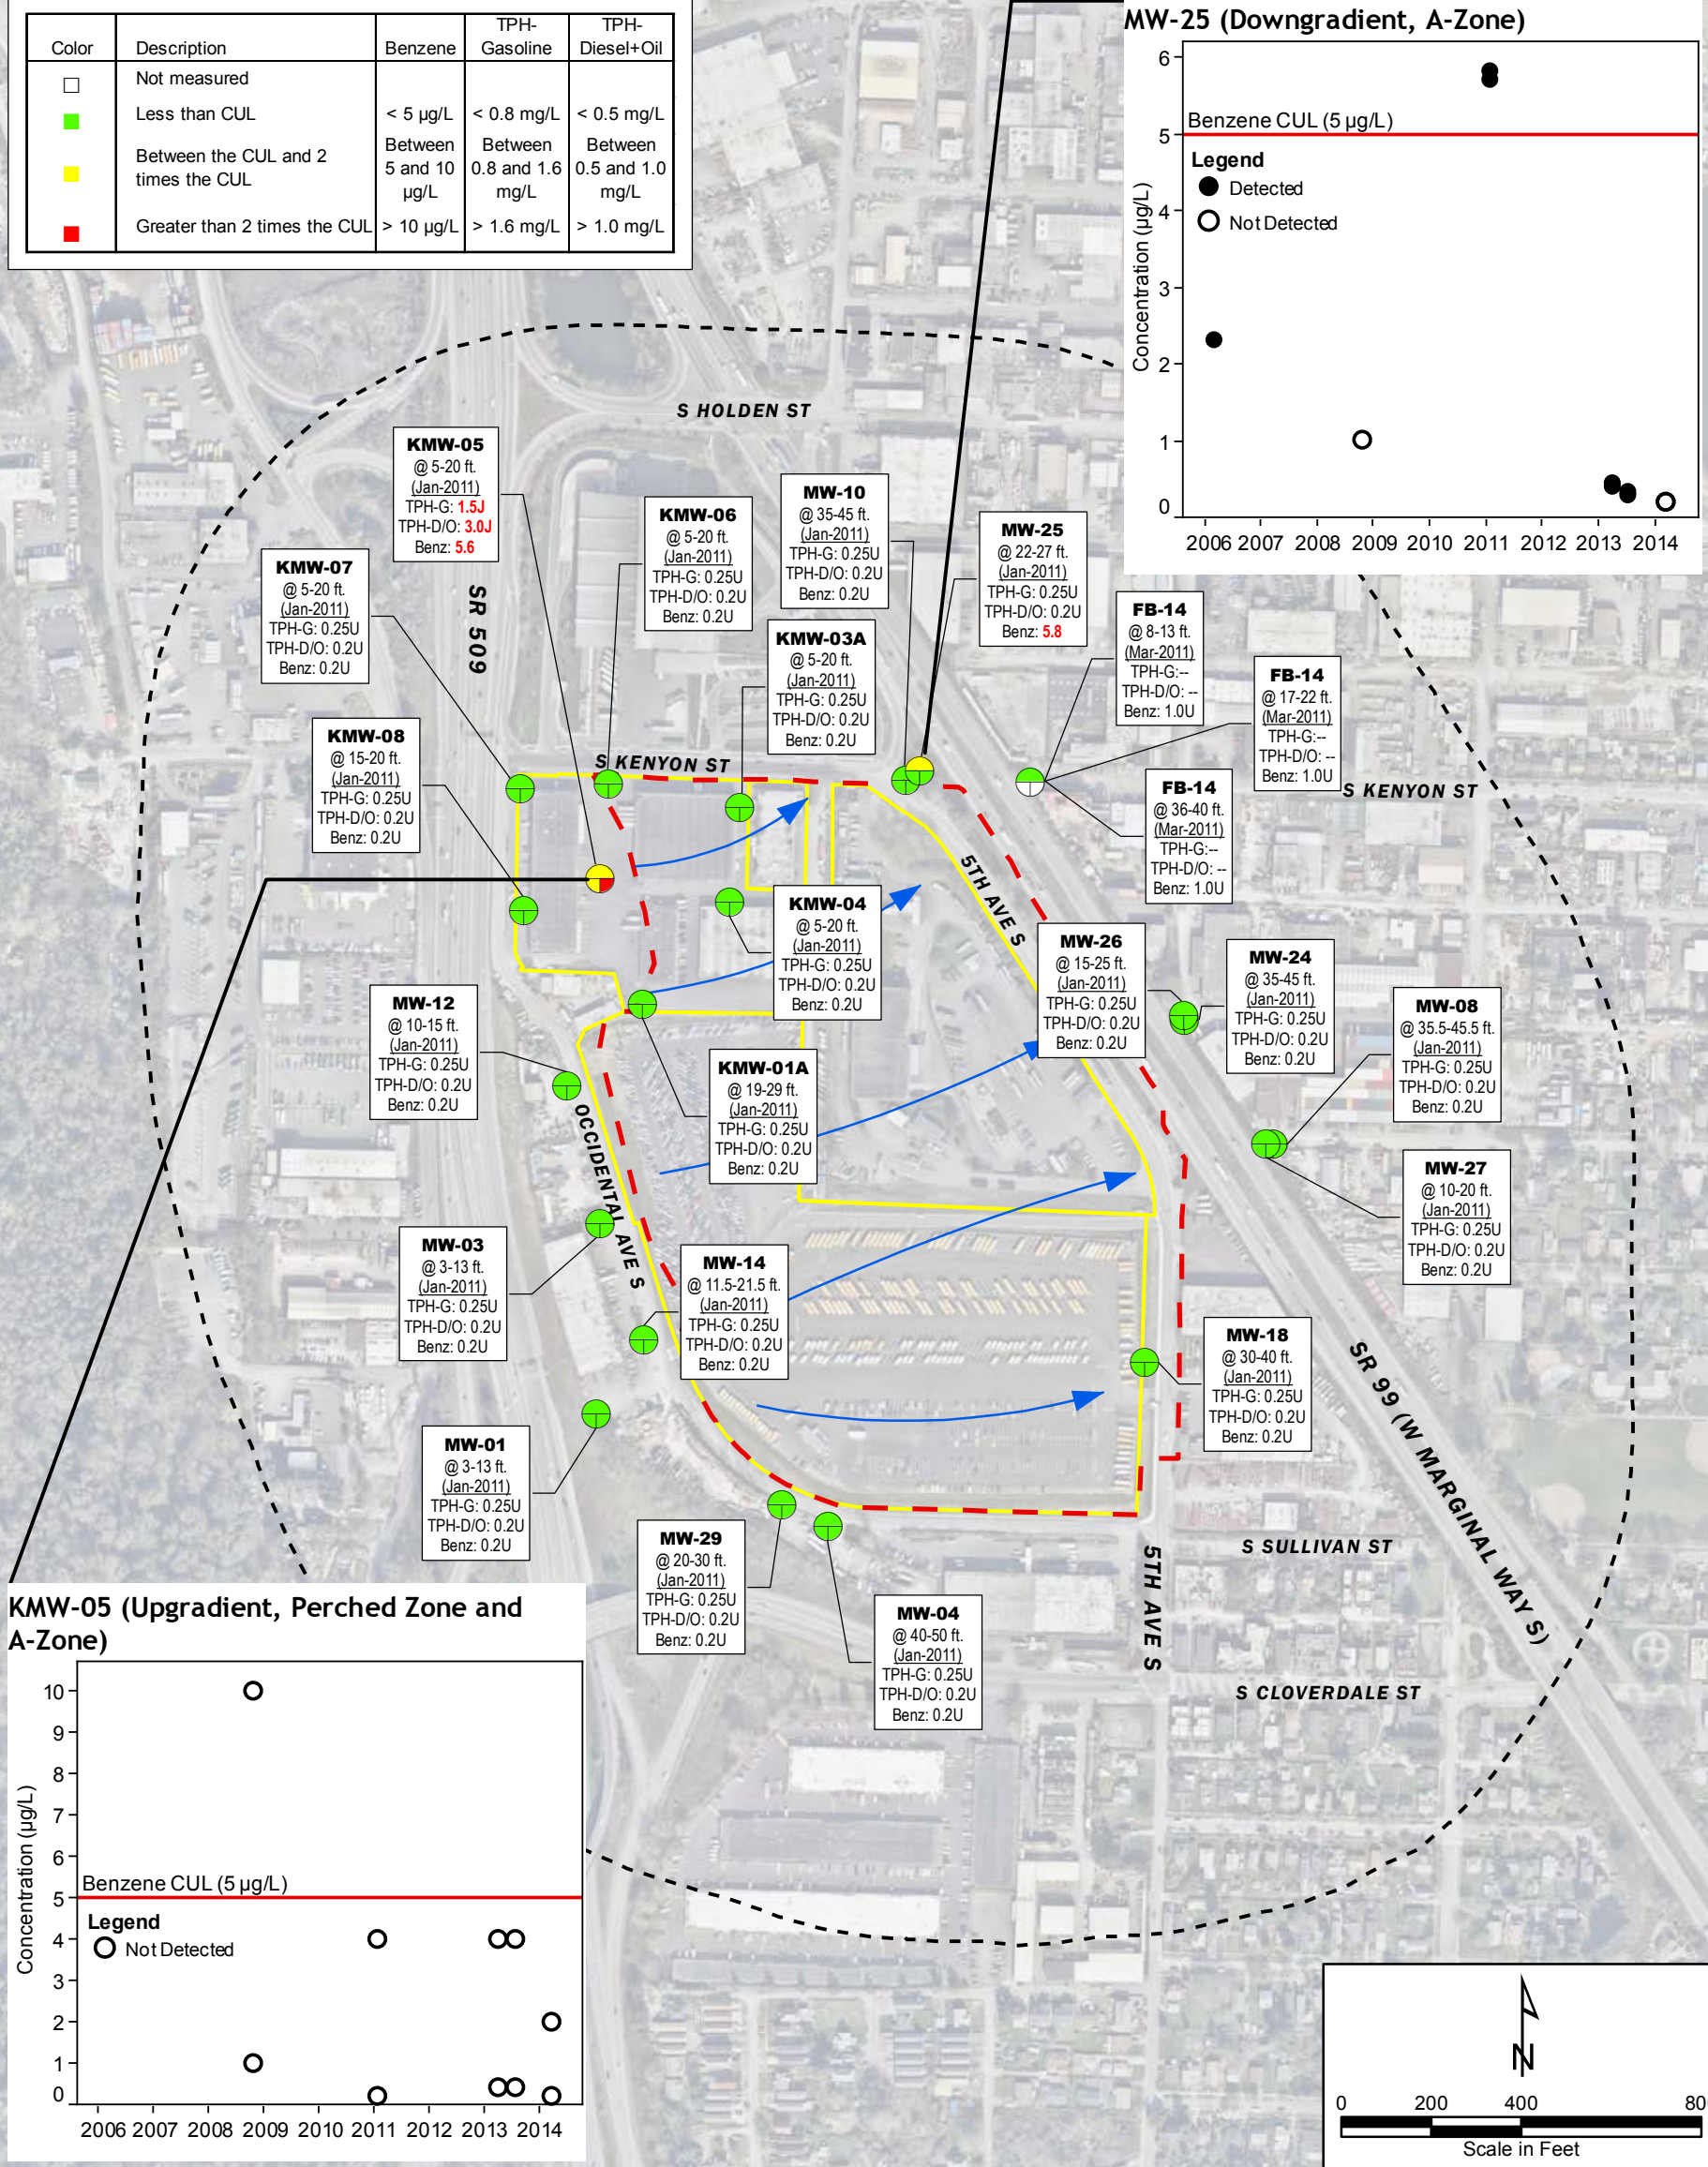 Color
Description
Benzene
TPH-
Gasoline
TPH-
Diesel+Oil
Not measured
Less than CUL
< 5 µg/L
< 0.8 mg/L
< 0.5 mg/L
Between the CUL and 2
times the CUL
Between
5 and 10
µg/L
Between
0.8 and 1.6
mg/L
Between
0.5 and 1.0
mg/L
Greater than 2 times the CUL
> 10 µg/L
> 1.6 mg/L
> 1.0 mg/L
MW-25 (Downgradient, A-Zone)
Concentration (µg/L)
6
5
4
3
2
1
0
Benzene CUL (5 µg/L)
Legend
Detected
Not Detected
2006 2007 2008 2009 2010 2011 2012 2013 2014
S HOLDEN ST
KMW-05
@ 5-20 ft.
(Jan-2011)
TPH-G: 1.5J
TPH-D/O: 3.0J
Benz: 5.6
KMW-06
@ 5-20 ft.
(Jan-2011)
TPH-G: 0.25U
TPH-D/O: 0.2U
Benz: 0.2U
MW-10
@ 35-45 ft.
(Jan-2011)
TPH-G: 0.25U
TPH-D/O: 0.2U
Benz: 0.2U
MW-25
@ 22-27 ft.
(Jan-2011)
TPH-G: 0.25U
TPH-D/O: 0.2U
Benz: 5.8
KMW-07
@ 5-20 ft.
(Jan-2011)
TPH-G: 0.25U
TPH-D/O: 0.2U
Benz: 0.2U
SR 509
KMW-03A
@ 5-20 ft.
(Jan-2011)
TPH-G: 0.25U
TPH-D/O: 0.2U
Benz: 0.2U
FB-14
@ 8-13 ft.
(Mar-2011)
TPH-G:--
TPH-D/O: --
Benz: 1.0U
FB-14
@ 17-22 ft.
(Mar-2011)
TPH-G:--
TPH-D/O: --
Benz: 1.0U
KMW-08
@ 15-20 ft.
(Jan-2011)
TPH-G: 0.25U
TPH-D/O: 0.2U
Benz: 0.2U
S KENYON ST
FB-14
@ 36-40 ft.
(Mar-2011)
TPH-G:--
TPH-D/O: --
Benz: 1.0U
S KENYON ST
5TH AVE S
KMW-04
@ 5-20 ft.
(Jan-2011)
TPH-G: 0.25U
TPH-D/O: 0.2U
Benz: 0.2U
MW-26
@ 15-25 ft.
(Jan-2011)
TPH-G: 0.25U
TPH-D/O: 0.2U
Benz: 0.2U
MW-24
@ 35-45 ft.
(Jan-2011)
TPH-G: 0.25U
TPH-D/O: 0.2U
Benz: 0.2U
MW-12
@ 10-15 ft.
(Jan-2011)
TPH-G: 0.25U
TPH-D/O: 0.2U
Benz: 0.2U
MW-08
@ 35.5-45.5 ft.
(Jan-2011)
TPH-G: 0.25U
TPH-D/O: 0.2U
Benz: 0.2U
KMW-01A
@ 19-29 ft.
(Jan-2011)
TPH-G: 0.25U
TPH-D/O: 0.2U
Benz: 0.2U
OCCIDENTAL AVE S
MW-27
@ 10-20 ft.
(Jan-2011)
TPH-G: 0.25U
TPH-D/O: 0.2U
Benz: 0.2U
MW-03
@ 3-13 ft.
(Jan-2011)
TPH-G: 0.25U
TPH-D/O: 0.2U
Benz: 0.2U
MW-14
@ 11.5-21.5 ft.
(Jan-2011)
TPH-G: 0.25U
TPH-D/O: 0.2U
Benz: 0.2U
MW-18
@ 30-40 ft.
(Jan-2011)
TPH-G: 0.25U
TPH-D/O: 0.2U
Benz: 0.2U
SR 99 (W MARGINAL WAY S)
MW-01
@ 3-13 ft.
(Jan-2011)
TPH-G: 0.25U
TPH-D/O: 0.2U
Benz: 0.2U
MW-29
@ 20-30 ft.
(Jan-2011)
TPH-G: 0.25U
TPH-D/O: 0.2U
Benz: 0.2U
MW-04
@ 40-50 ft.
(Jan-2011)
TPH-G: 0.25U
TPH-D/O: 0.2U
Benz: 0.2U
5TH AVE S
S SULLIVAN ST
S CLOVERDALE ST
KMW-05 (Upgradient, Perched Zone and
A-Zone)
Concentration (µg/L)
10
9
8
7
6
5
4
3
2
1
0
Benzene CUL (5 µg/L)
Legend
Not Detected
2006 2007 2008 2009 2010 2011 2012 2013 2014
N
0 200 400 80
Scale in Feet